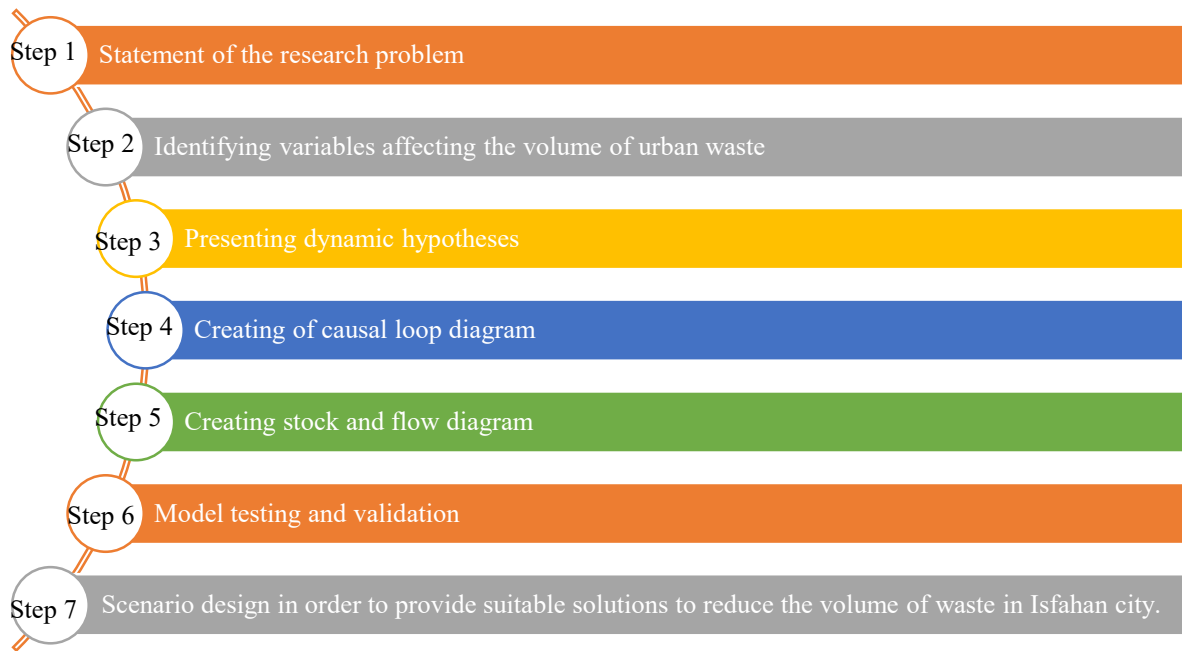 Step 1 Statement of the research problem
Step 2 Identifying variables affecting the volume of urban waste
Step 3 Presenting dynamic hypotheses
Step 4 Creating of causal loop diagram
Step 5 Creating stock and flow diagram
Step 6 Model testing and validation
Step 7 Scenario design in order to provide suitable solutions to reduce the volume of waste in Isfahan city.